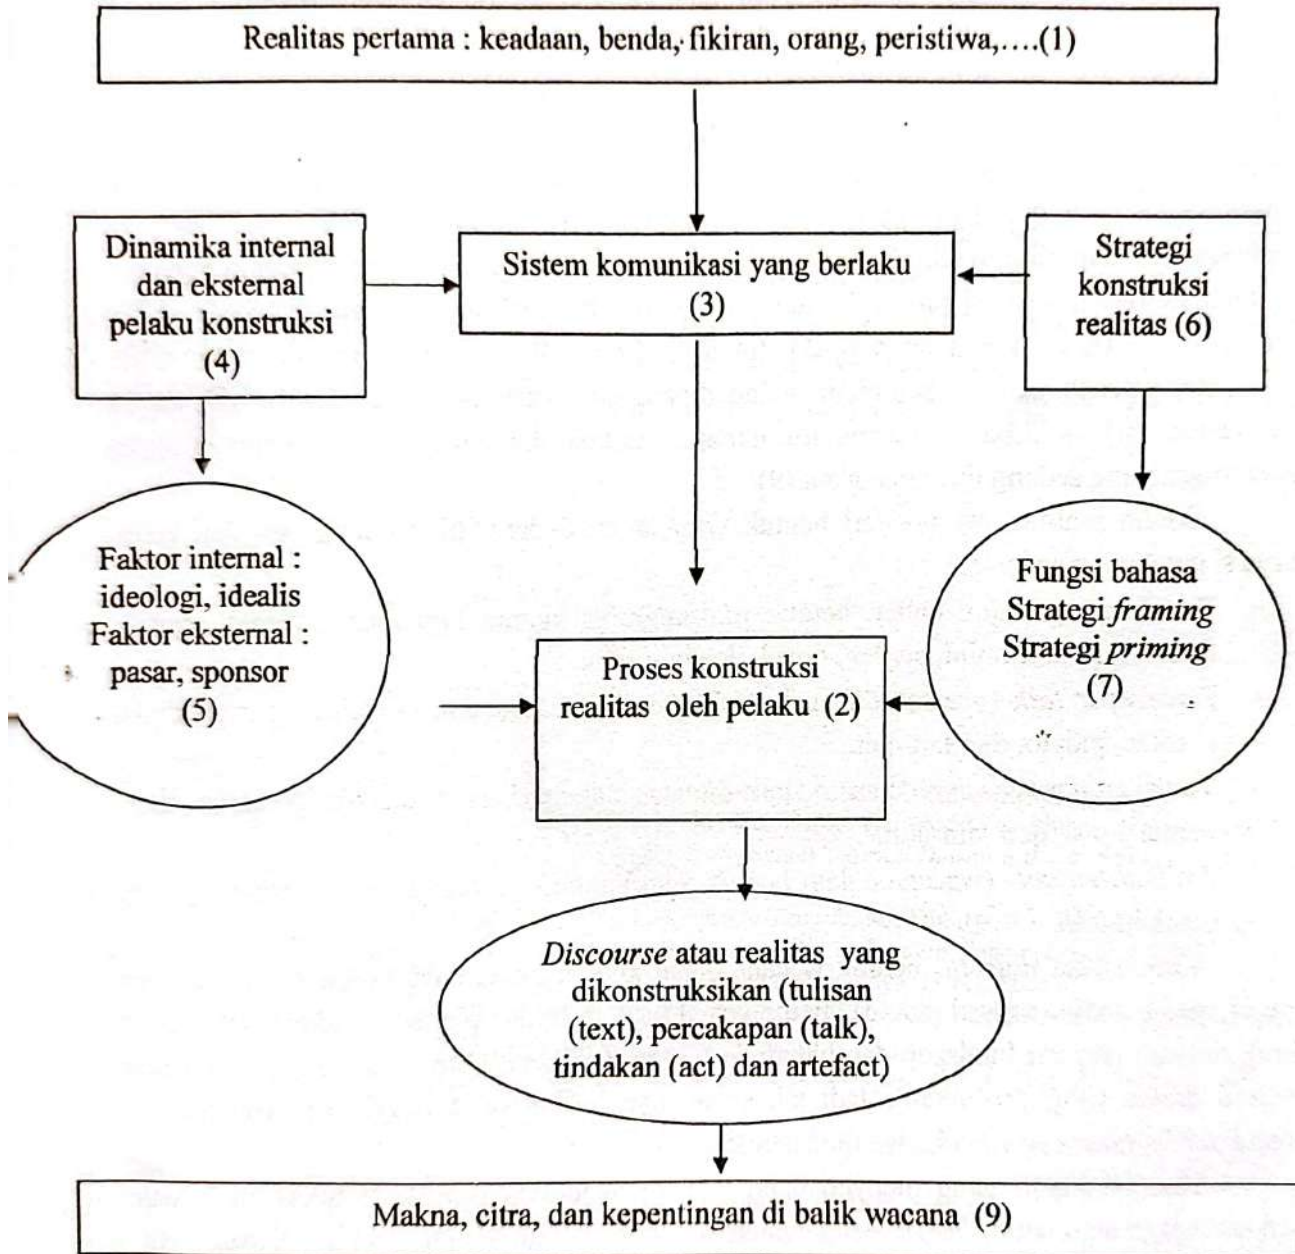 Realitas pertama : keadaan, benda, fikiran, orang, peristiwa,....(1)
Dinamika internal
dan eksternal
pelaku konstruksi
(4)
Sistem komunikasi yang berlaku
(3)
Strategi
konstruksi
realitas (6)
Faktor internal :
ideologi, idealis
Faktor eksternal :
pasar, sponsor
(5)
Proses konstruksi
realitas oleh pelaku (2)
Fungsi bahasa
Strategi framing
Strategi priming
(7)
Discourse atau realitas yang
dikonstruksikan (tulisan
(text), percakapan (talk),
tindakan (act) dan artefact)
Makna, citra, dan kepentingan di balik wacana (9)